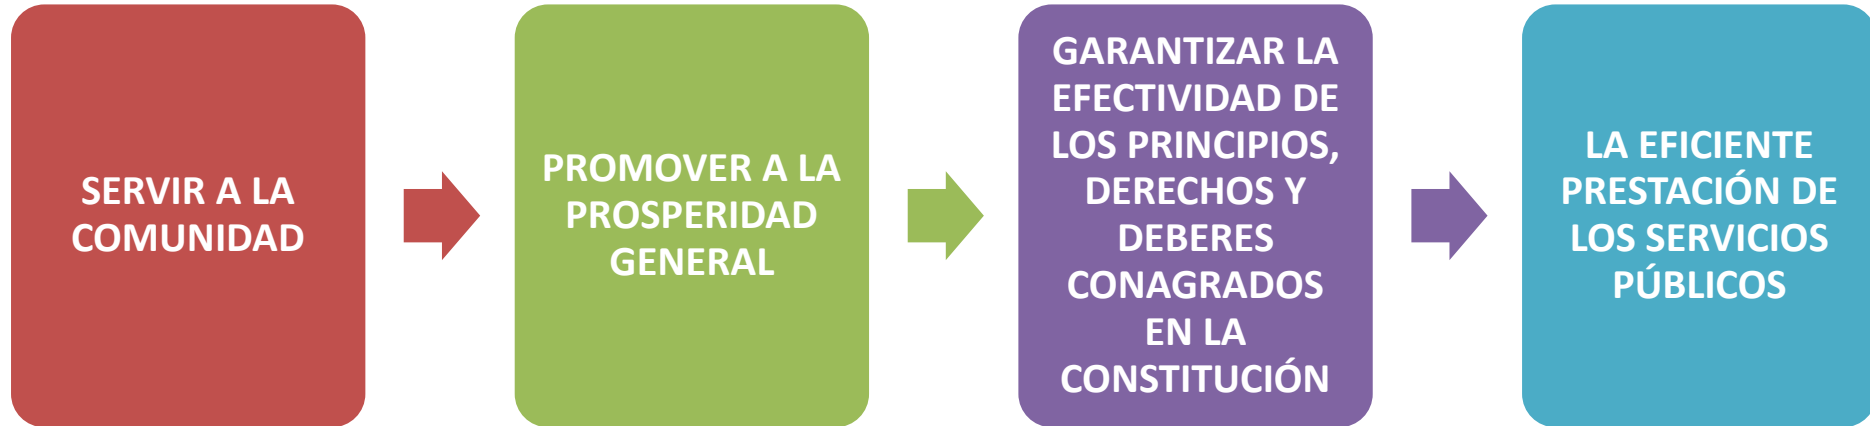 SERVIR A LA
COMUNIDAD
PROMOVER A LA
PROSPERIDAD
GENERAL
GARANTIZAR LA
EFECTIVIDAD DE
LOS PRINCIPIOS,
DERECHOS Y
DEBERES
CONAGRADOS
EN LA
CONSTITUCIÓN
LA EFICIENTE
PRESTACIÓN DE
LOS SERVICIOS
PÚBLICOS